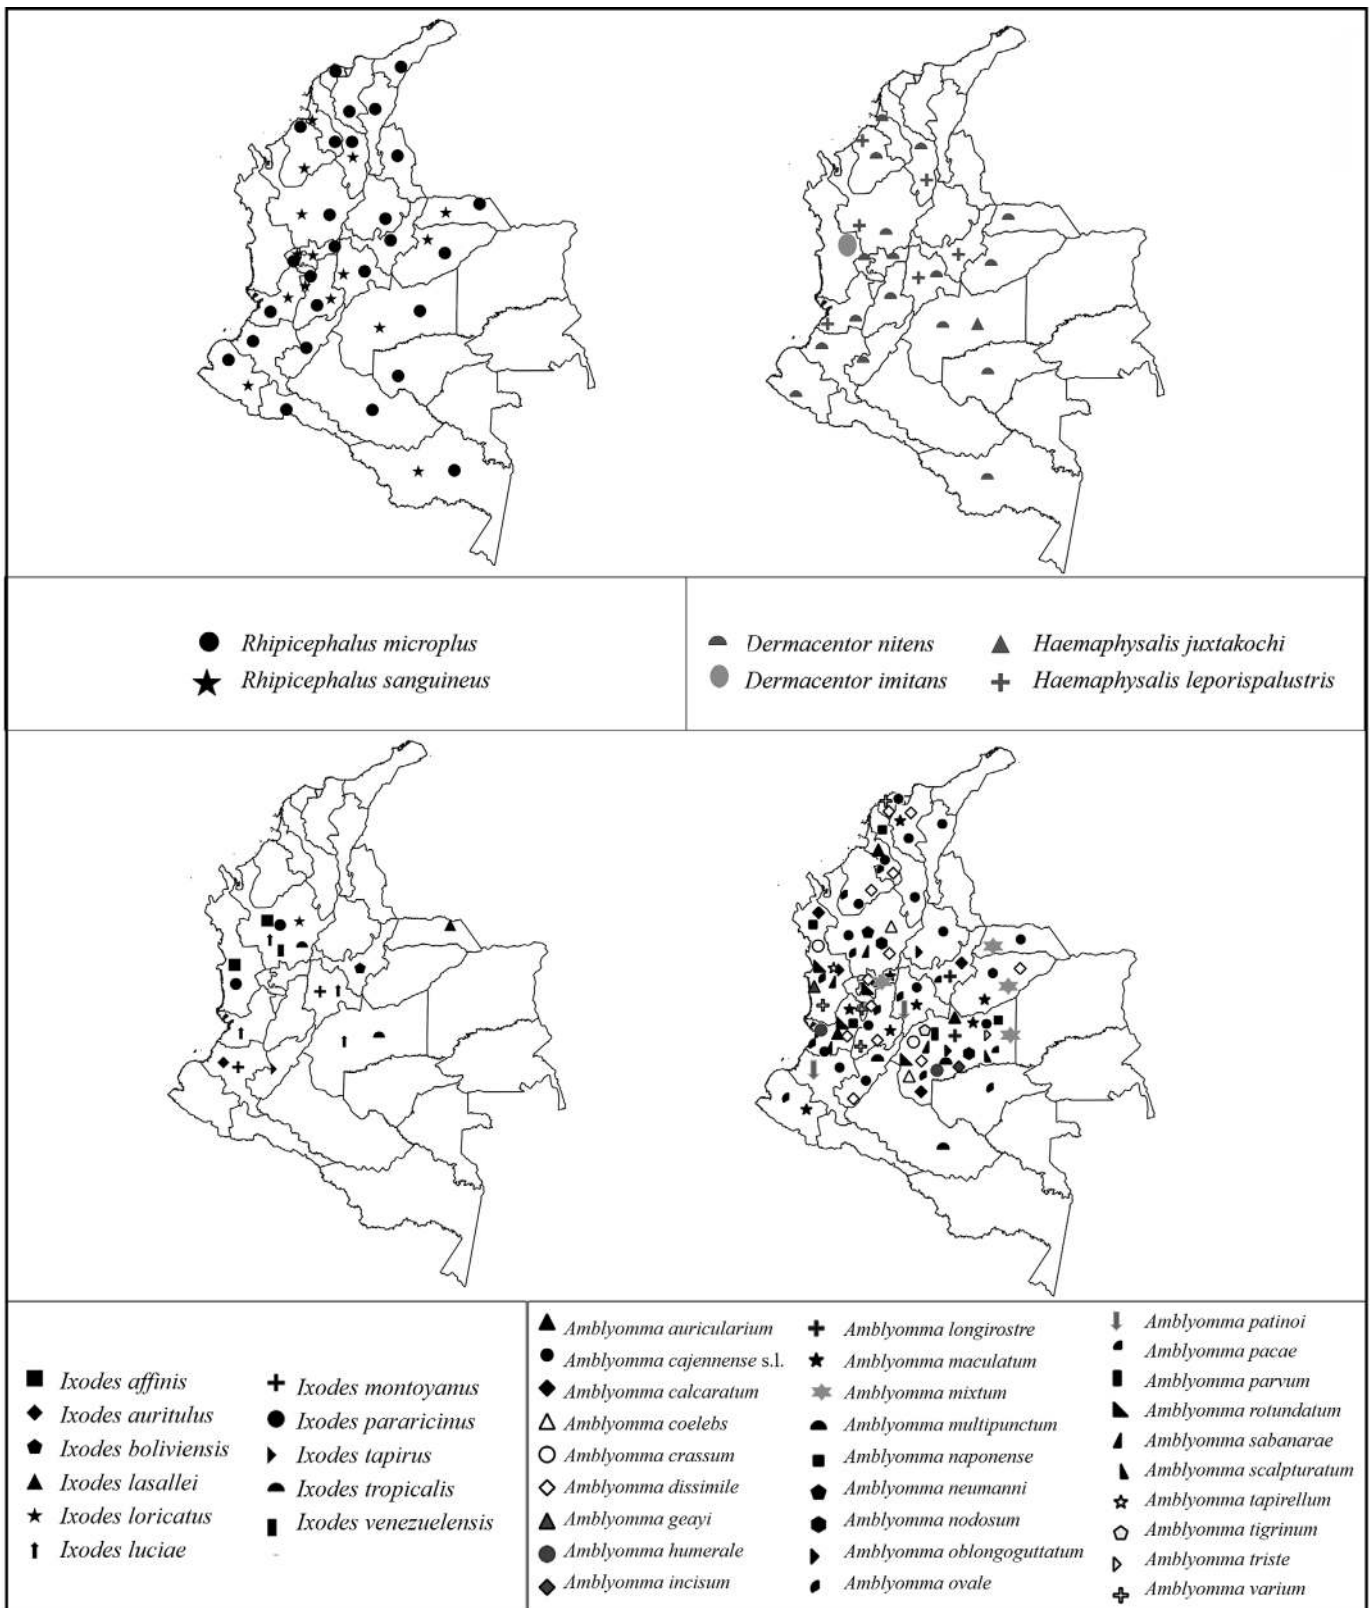 Rhipicephalus microplus
Rhipicephalus sanguineus
Dermacentor nitens
Dermacentor imitans
Haemaphysalis juxtakochi
Haemaphysalis leporispalustris
Ixodes affinis
Ixodes auritulus
Ixodes boliviensis
Ixodes lasallei
Ixodes loricatus
Ixodes luciae
Ixodes montoyanus
Ixodes pararicinus
Ixodes tapirus
Ixodes tropicalis
Ixodes venezuelensis
Amblyomma auricularium
Amblyomma cajennense s.l.
Amblyomma calcaratum
Amblyomma coelebs
Amblyomma crassum
Amblyomma dissimile
Amblyomma geayi
Amblyomma humerale
Amblyomma incisum
Amblyomma longirostre
Amblyomma maculatum
Amblyomma mixtum
Amblyomma multipunctum
Amblyomma naponense
Amblyomma neumanni
Amblyomma nodosum
Amblyomma oblongoguttatum
Amblyomma ovale
Amblyomma patinoi
Amblyomma pacae
Amblyomma parvum
Amblyomma rotundatum
Amblyomma sabanarae
Amblyomma scalpturatum
Amblyomma tapirellum
Amblyomma tigrinum
Amblyomma triste
Amblyomma varium